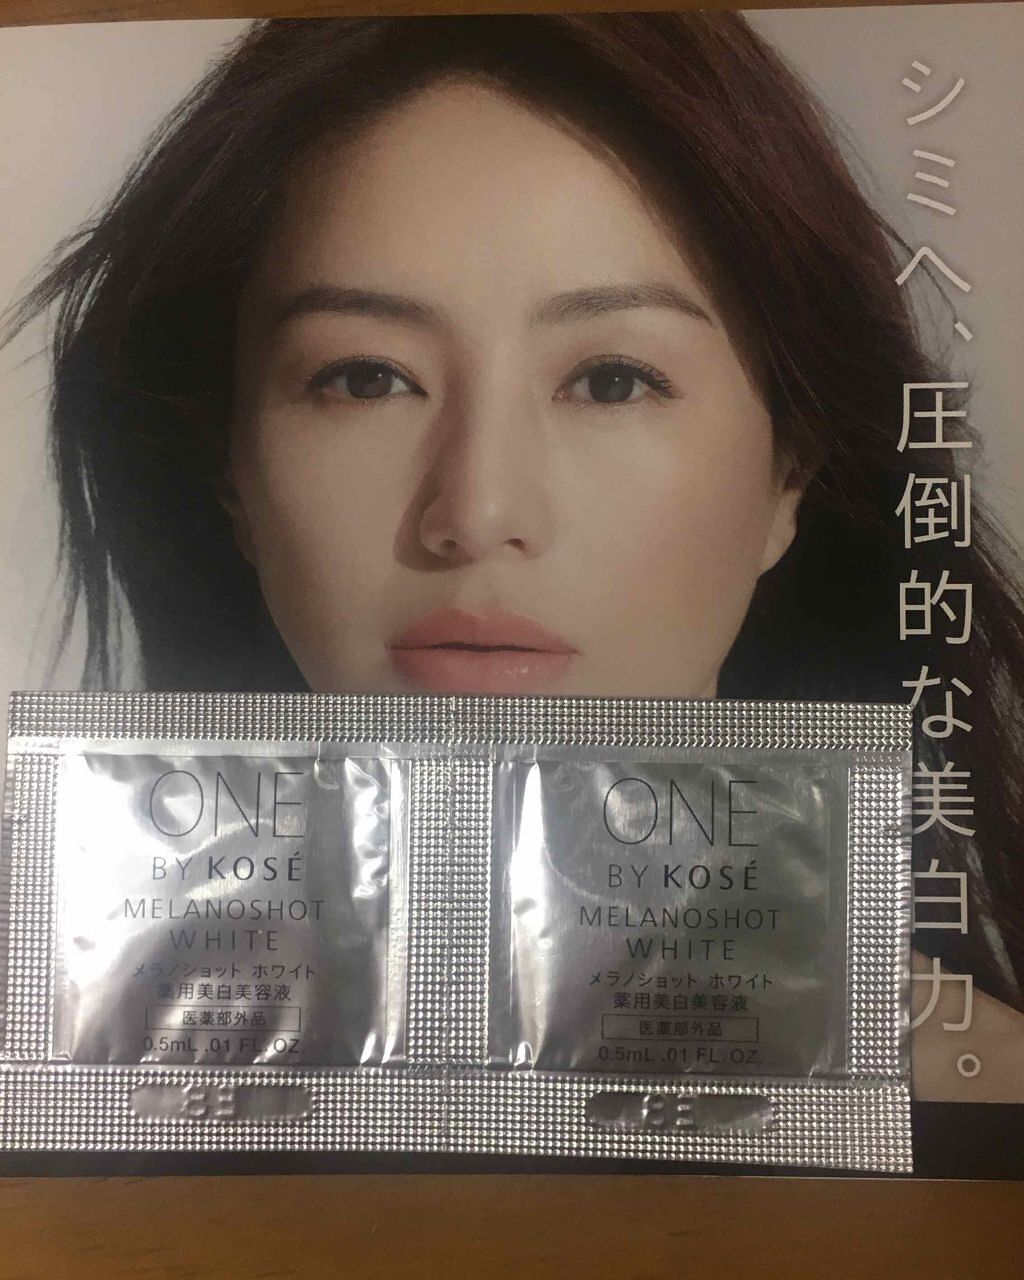 シミへ、圧倒的な美白力。
ONE
BY KOSÉ
MELANOSHOT
WHITE
メラノショット ホワイト
薬用美白美容液
医薬部外品
0.5mL .01 FL. OZ.
ONE
BY KOSÉ
MELANOSHOT
WHITE
メラノショット ホワイト
薬用美白美容液
医薬部外品
0.5mL .01 FL. OZ.